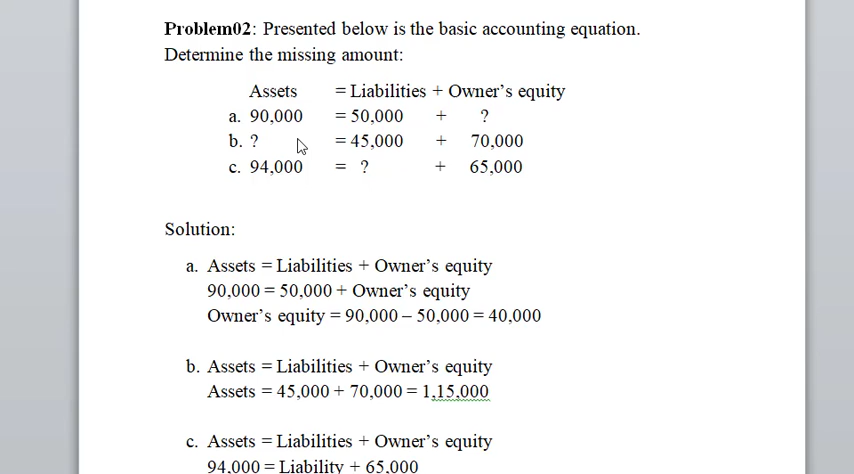 Problem02: Presented below is the basic accounting equation.
Determine the missing amount:
Assets = Liabilities + Owner's equity
a. 90,000 = 50,000 + ?
b. ? = 45,000 + 70,000
c. 94,000 = ? + 65,000
Solution:
a. Assets = Liabilities + Owner's equity
90,000 = 50,000 + Owner's equity
Owner's equity = 90,000 – 50,000 = 40,000
b. Assets = Liabilities + Owner's equity
Assets = 45,000 + 70,000 = 1,15,000
c. Assets = Liabilities + Owner's equity
94,000 = Liability + 65,000